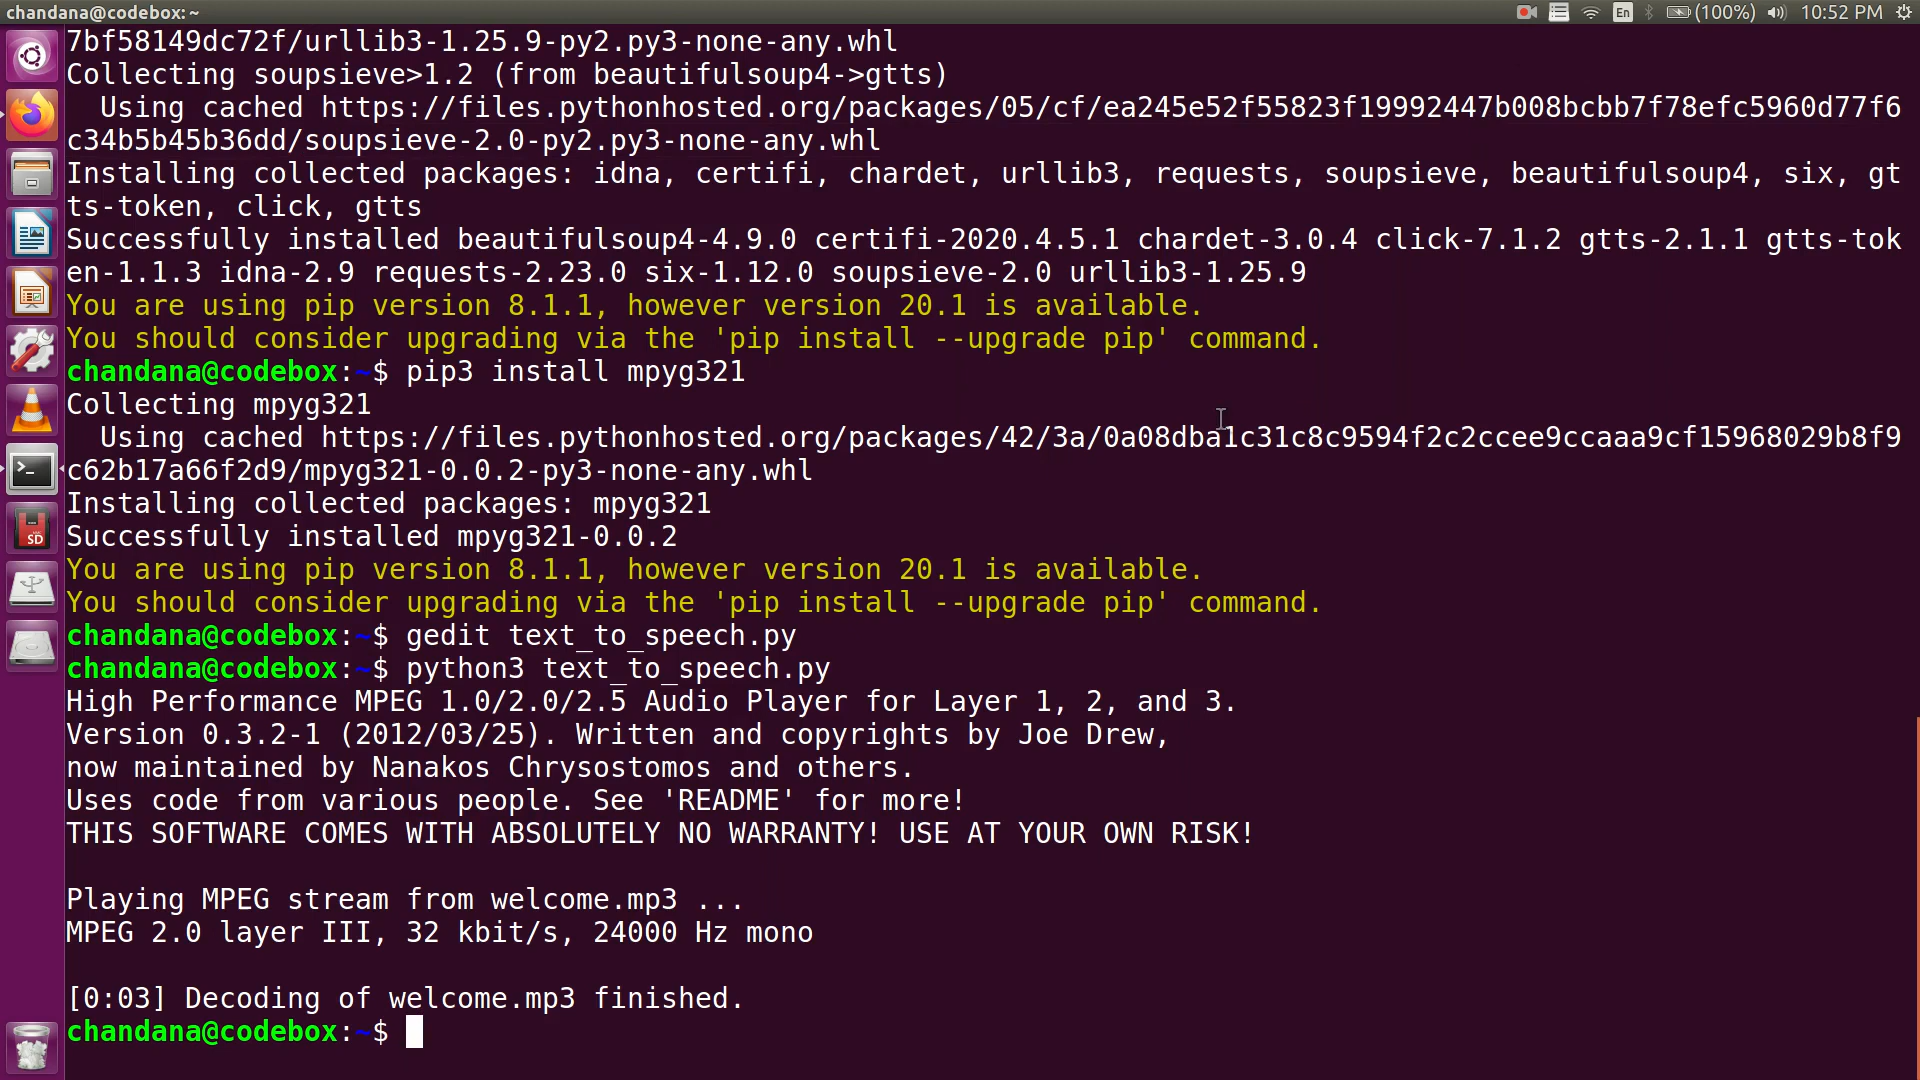 chandana@codebox: ~
En
(100%)
10:52 PM
7bf58149dc72f/urllib3-1.25.9-py2.py3-none-any.whl
Collecting soupsieve>1.2 (from beautifulsoup4->gtts)
  Using cached https://files.pythonhosted.org/packages/05/cf/ea245e52f55823f19992447b008bcbb7f78efc5960d77f6
c34b5b45b36dd/soupsieve-2.0-py2.py3-none-any.whl
Installing collected packages: idna, certifi, chardet, urllib3, requests, soupsieve, beautifulsoup4, six, gt
ts-token, click, gtts
Successfully installed beautifulsoup4-4.9.0 certifi-2020.4.5.1 chardet-3.0.4 click-7.1.2 gtts-2.1.1 gtts-tok
en-1.1.3 idna-2.9 requests-2.23.0 six-1.12.0 soupsieve-2.0 urllib3-1.25.9
You are using pip version 8.1.1, however version 20.1 is available.
You should consider upgrading via the 'pip install --upgrade pip' command.
chandana@codebox:~$ pip3 install mpyg321
Collecting mpyg321
  Using cached https://files.pythonhosted.org/packages/42/3a/0a08dba1c31c8c9594f2c2ccee9ccaaa9cf15968029b8f9
c62b17a66f2d9/mpyg321-0.0.2-py3-none-any.whl
Installing collected packages: mpyg321
Successfully installed mpyg321-0.0.2
You are using pip version 8.1.1, however version 20.1 is available.
You should consider upgrading via the 'pip install --upgrade pip' command.
chandana@codebox:~$ gedit text_to_speech.py
chandana@codebox:~$ python3 text_to_speech.py
High Performance MPEG 1.0/2.0/2.5 Audio Player for Layer 1, 2, and 3.
Version 0.3.2-1 (2012/03/25). Written and copyrights by Joe Drew,
now maintained by Nanakos Chrysostomos and others.
Uses code from various people. See 'README' for more!
THIS SOFTWARE COMES WITH ABSOLUTELY NO WARRANTY! USE AT YOUR OWN RISK!
Playing MPEG stream from welcome.mp3 ...
MPEG 2.0 layer III, 32 kbit/s, 24000 Hz mono
[0:03] Decoding of welcome.mp3 finished.
chandana@codebox:~$
SD